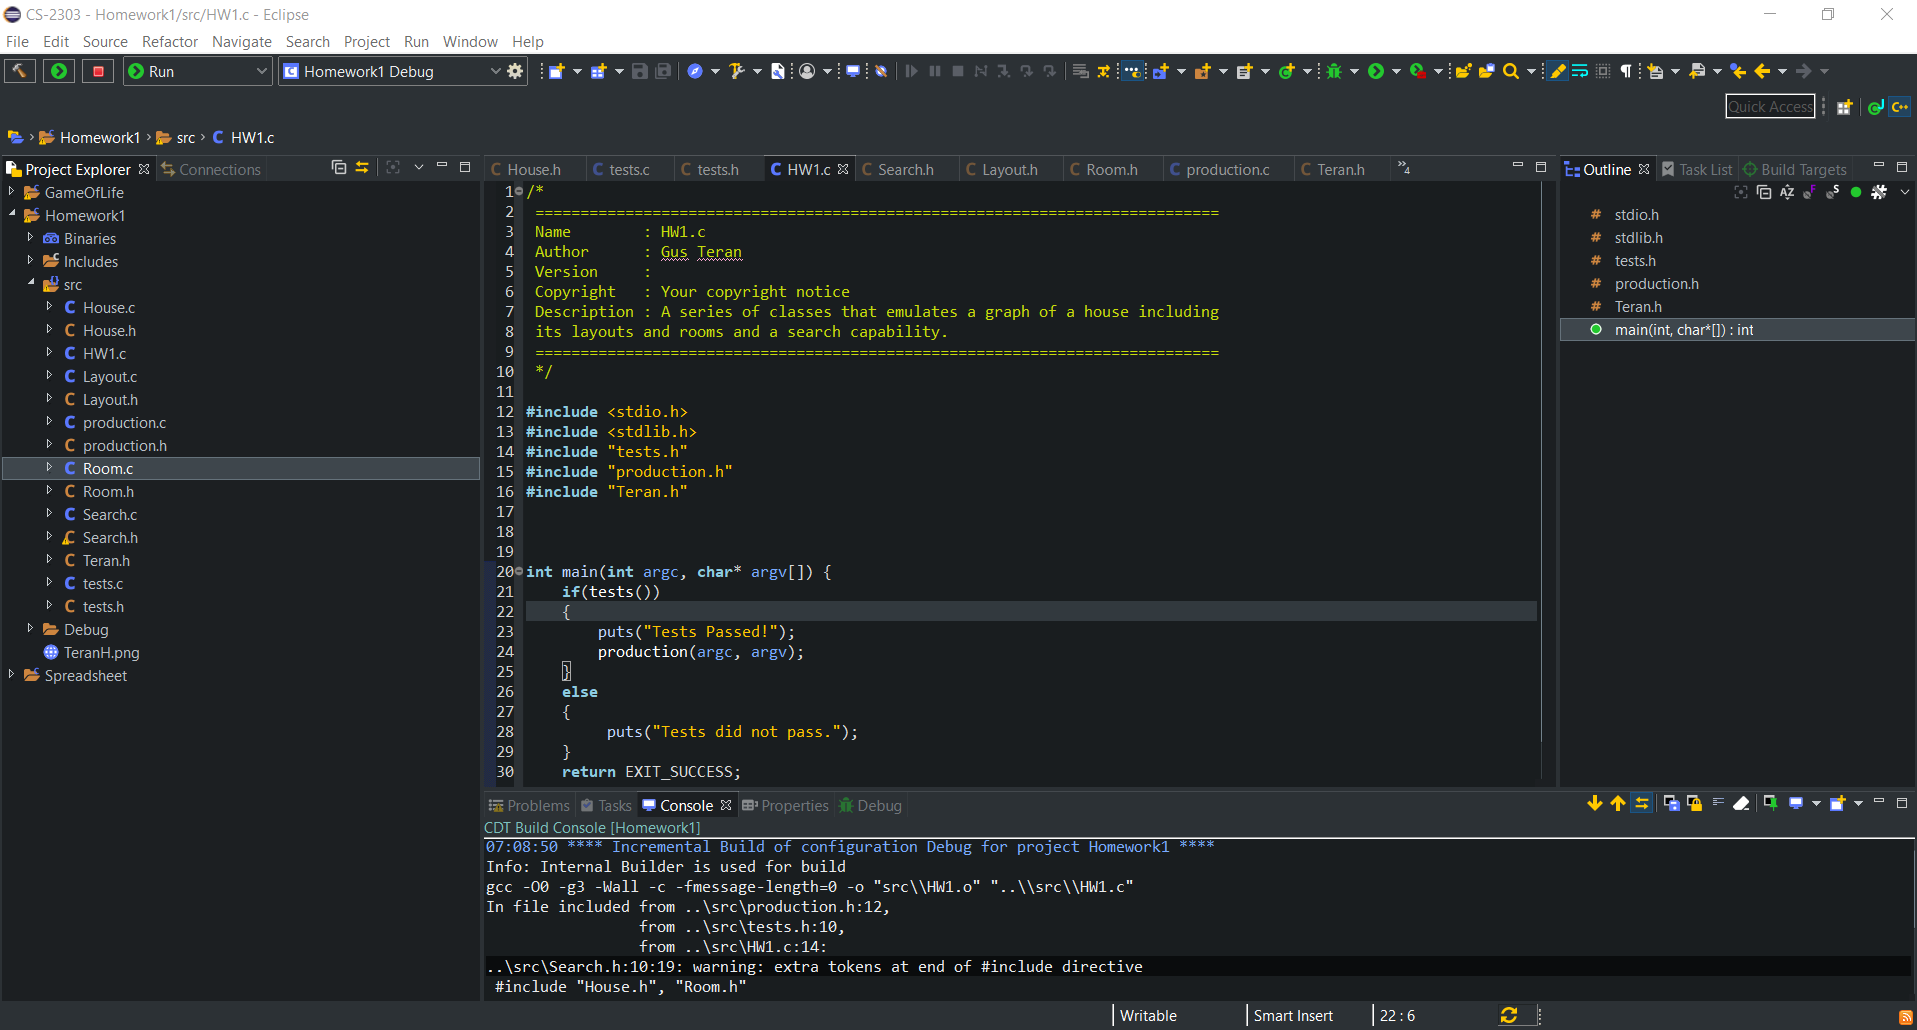 CS-2303 - Homework1/src/HW1.c - Eclipse
File Edit Source Refactor Navigate Search Project Run Window Help
Run
Homework1 Debug
Quick Access
Homework1 › src › HW1.c
Project Explorer
Connections
GameOfLife
Homework1
Binaries
Includes
src
House.c
House.h
HW1.c
Layout.c
Layout.h
production.c
production.h
Room.c
Room.h
Search.c
Search.h
Teran.h
tests.c
tests.h
Debug
TeranH.png
Spreadsheet
House.h tests.c tests.h HW1.c Search.h Layout.h Room.h production.c Teran.h »4
1 /*
2 ============================================================================
3 Name : HW1.c
4 Author : Gus Teran
5 Version :
6 Copyright : Your copyright notice
7 Description : A series of classes that emulates a graph of a house including
8 its layouts and rooms and a search capability.
9 ============================================================================
10 */
11
12 #include <stdio.h>
13 #include <stdlib.h>
14 #include "tests.h"
15 #include "production.h"
16 #include "Teran.h"
17
18
19
20 int main(int argc, char* argv[]) {
21 if(tests())
22 {
23 puts("Tests Passed!");
24 production(argc, argv);
25 }
26 else
27 {
28 puts("Tests did not pass.");
29 }
30 return EXIT_SUCCESS;
Outline Task List Build Targets
# stdio.h
# stdlib.h
# tests.h
# production.h
# Teran.h
main(int, char*[]) : int
Problems Tasks Console Properties Debug
CDT Build Console [Homework1]
07:08:50 **** Incremental Build of configuration Debug for project Homework1 ****
Info: Internal Builder is used for build
gcc -O0 -g3 -Wall -c -fmessage-length=0 -o "src\\HW1.o" "..\\src\\HW1.c"
In file included from ..\src\production.h:12,
from ..\src\tests.h:10,
from ..\src\HW1.c:14:
..\src\Search.h:10:19: warning: extra tokens at end of #include directive
#include "House.h", "Room.h"
Writable
Smart Insert
22 : 6